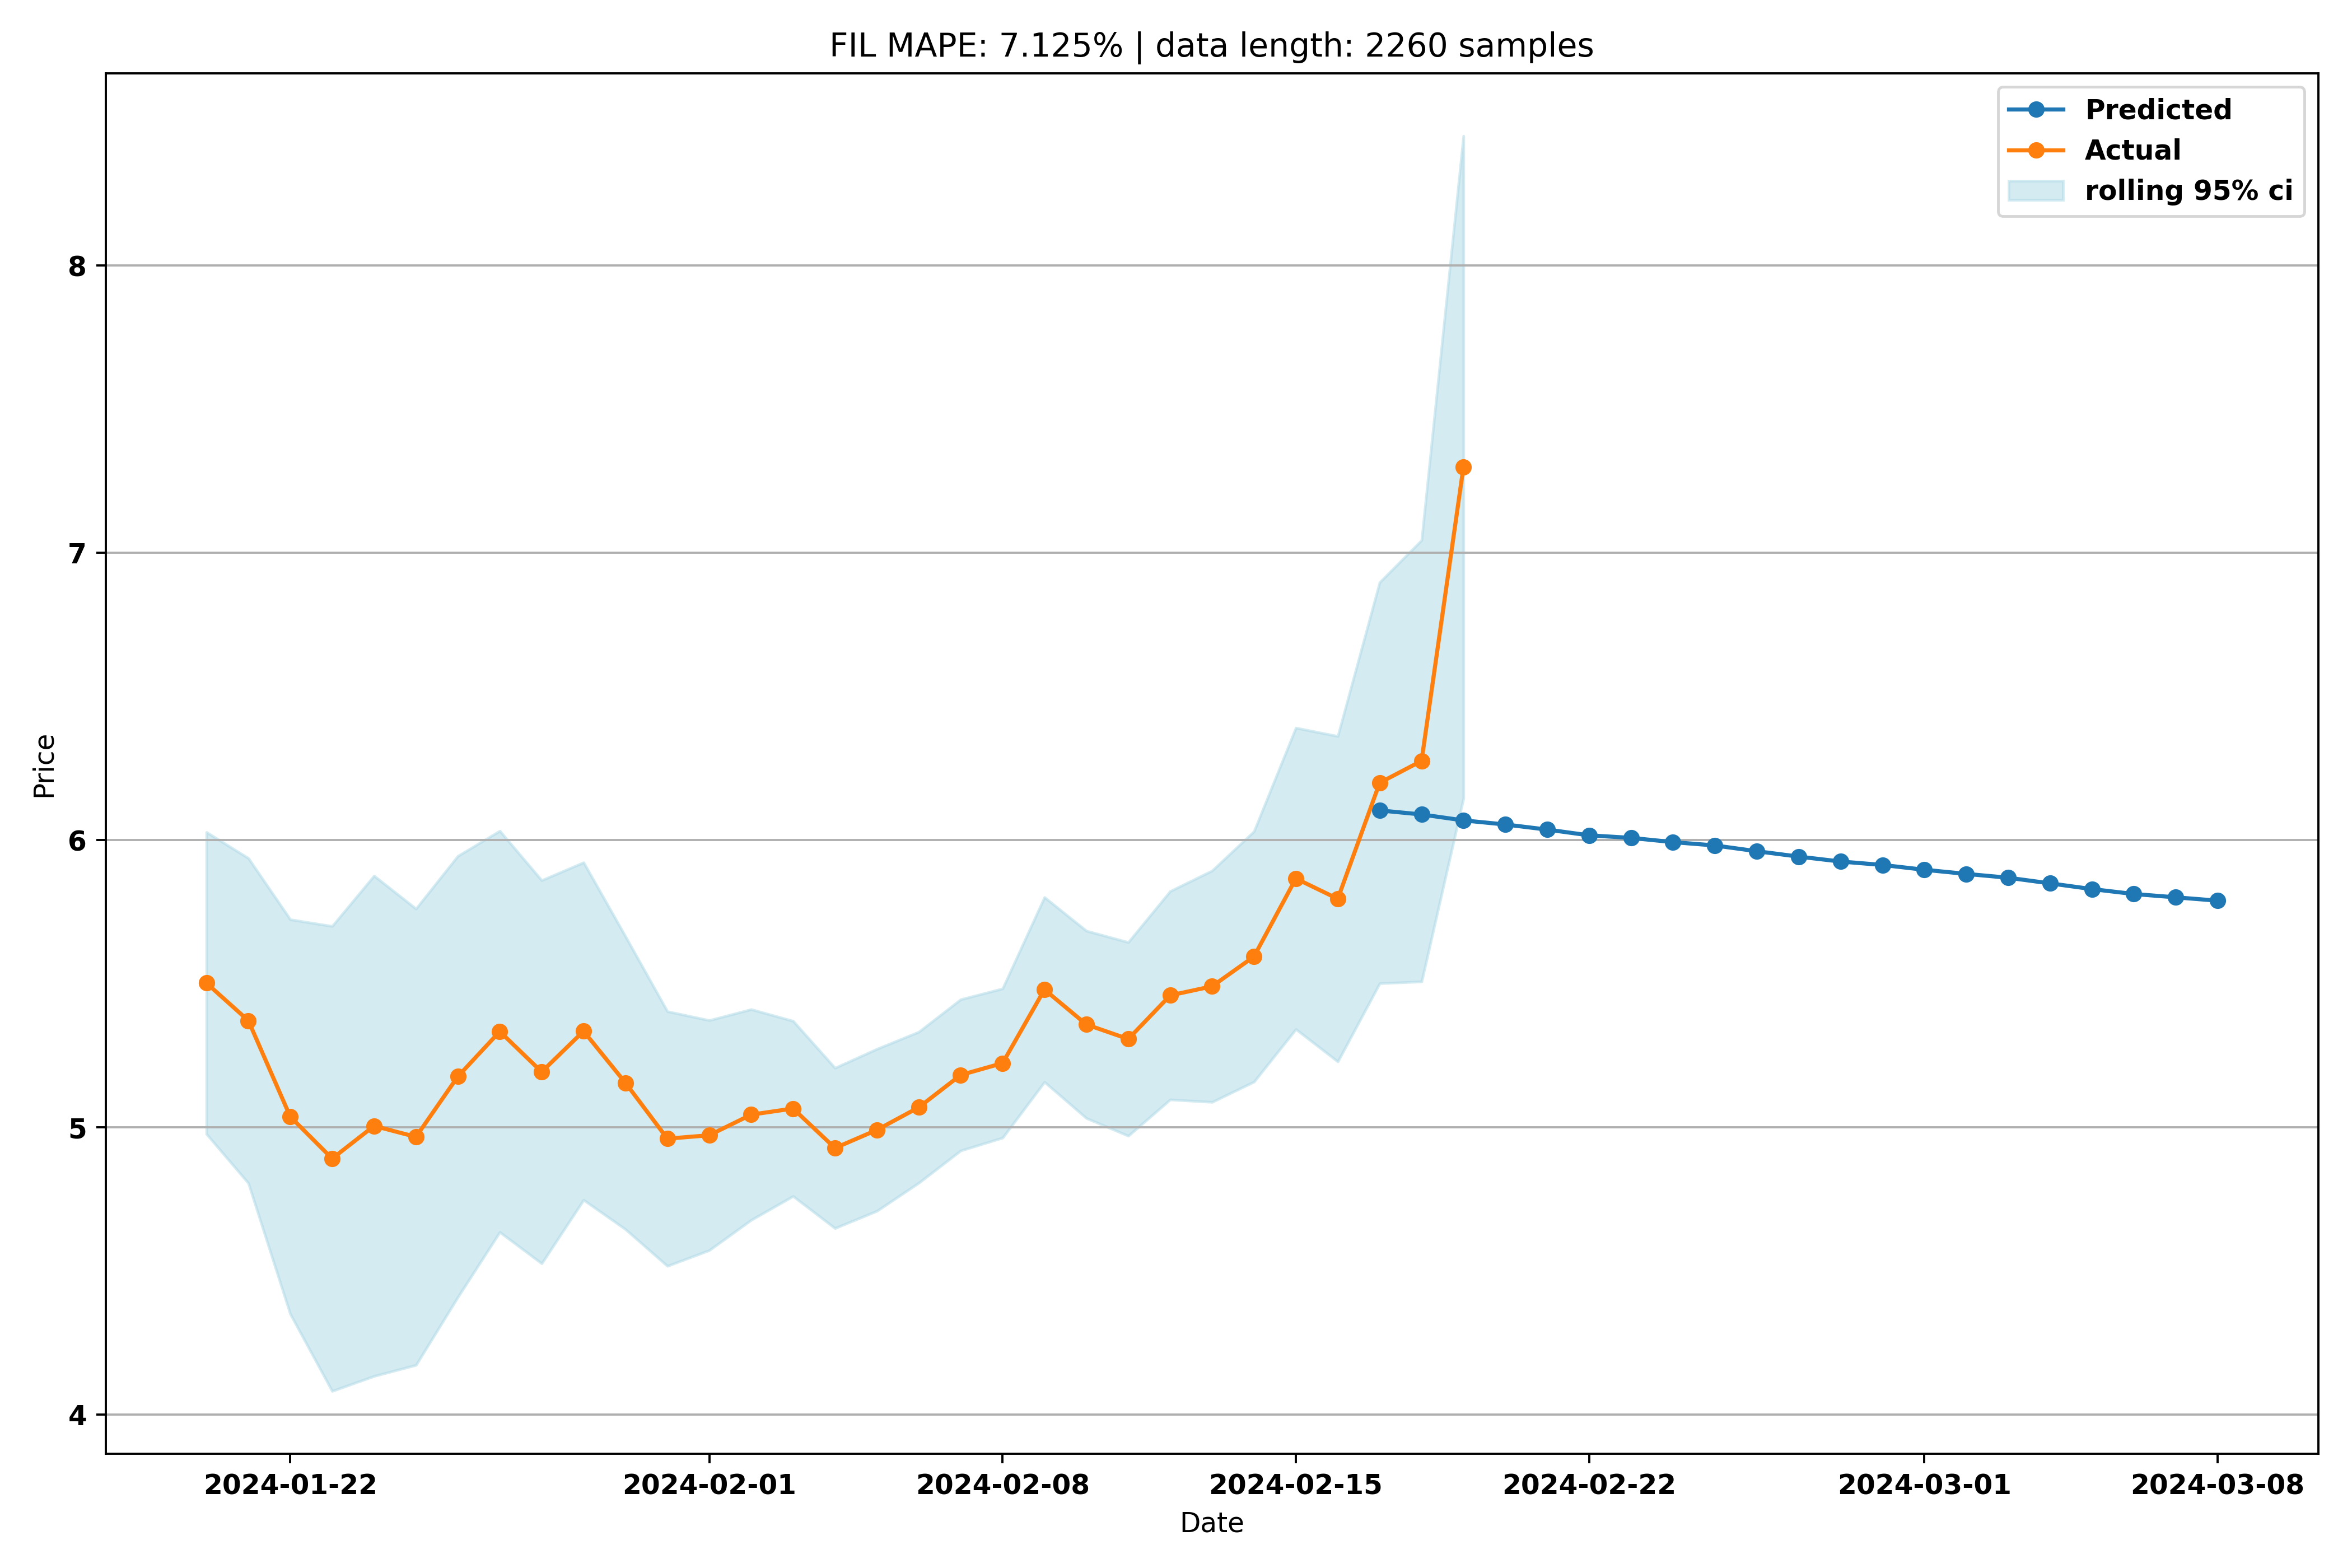 FIL MAPE: 7.125% | data length: 2260 samples
Predicted
Actual
rolling 95% ci
8
7
6
5
4
Price
2024-01-22
2024-02-01
2024-02-08
2024-02-15
2024-02-22
2024-03-01
2024-03-08
Date